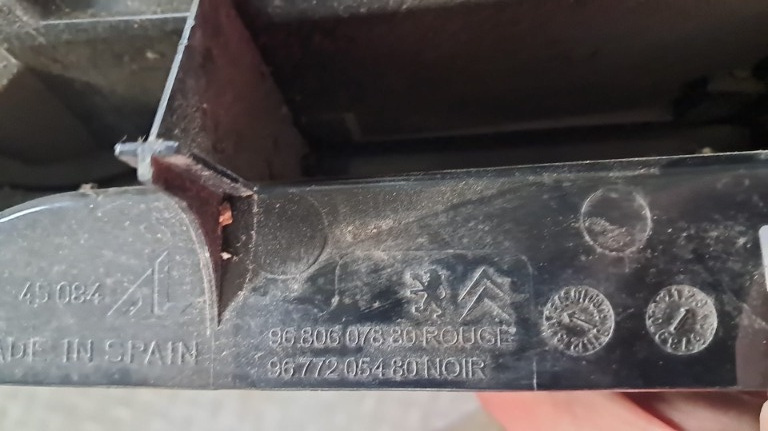 45 084
ADE IN SPAIN
96 806 078 80 ROUGE
96 772 054 80 NOIR